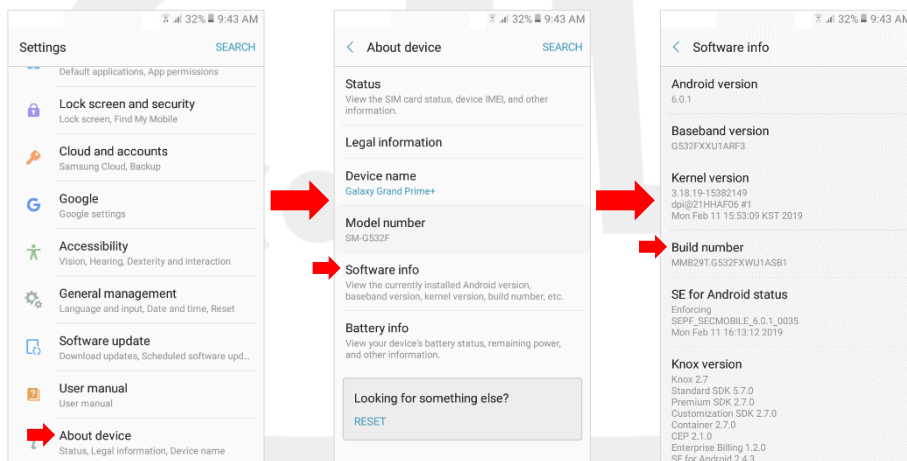 32% 9:43 AM
Settings SEARCH
Default applications, App permissions
Lock screen and security
Lock screen, Find My Mobile
Cloud and accounts
Samsung Cloud, Backup
Google
Google settings
Accessibility
Vision, Hearing, Dexterity and interaction
General management
Language and input, Date and time, Reset
Software update
Download updates, Scheduled software upd...
User manual
User manual
About device
Status, Legal information, Device name
32% 9:43 AM
< About device SEARCH
Status
View the SIM card status, device IMEI, and other
information.
Legal information
Device name
Galaxy Grand Prime+
Model number
SM-G532F
Software info
View the currently installed Android version,
baseband version, kernel version, build number, etc.
Battery info
View your device's battery status, remaining power,
and other information.
Looking for something else?
RESET
32% 9:43 AM
< Software info
Android version
6.0.1
Baseband version
G532FXXU1ARF3
Kernel version
3.18.19-15382149
dpi@21HHAF06 #1
Mon Feb 11 15:53:09 KST 2019
Build number
MMB29T.G532FXWU1ASB1
SE for Android status
Enforcing
SEPF_SECMOBILE_6.0.1_0035
Mon Feb 11 16:13:12 2019
Knox version
Knox 2.7
Standard SDK 5.7.0
Premium SDK 2.7.0
Customization SDK 2.7.0
Container 2.7.0
CEP 2.1.0
Enterprise Billing 1.2.0
SE for Android 2.4.3